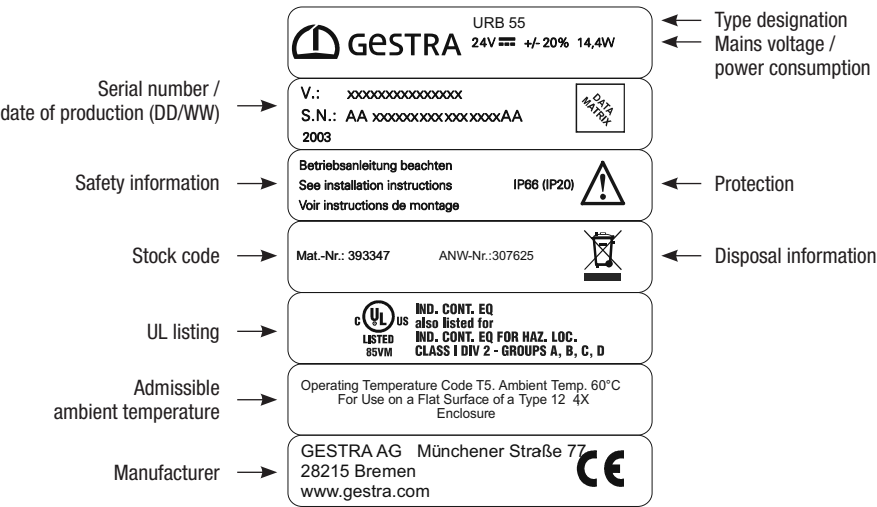 URB 55
Type designation
GESTRA
24V +/- 20% 14,4W
Mains voltage /
power consumption
Serial number /
date of production (DD/WW)
V.: xxxxxxxxxxxxxxx
S.N.: AA xxxxxxxxxxxxxxxxxAA
2003
DATA
MATRIX
Safety information
Betriebsanleitung beachten
See installation instructions
Voir instructions de montage
IP66 (IP20)
Protection
Stock code
Mat.-Nr.: 393347
ANW-Nr.:307625
Disposal information
UL listing
C UL US
LISTED
85VM
IND. CONT. EQ
also listed for
IND. CONT. EQ FOR HAZ. LOC.
CLASS I DIV 2 - GROUPS A, B, C, D
Admissible
ambient temperature
Operating Temperature Code T5. Ambient Temp. 60°C
For Use on a Flat Surface of a Type 12 4X
Enclosure
Manufacturer
GESTRA AG Münchener Straße 77
28215 Bremen
www.gestra.com
CE